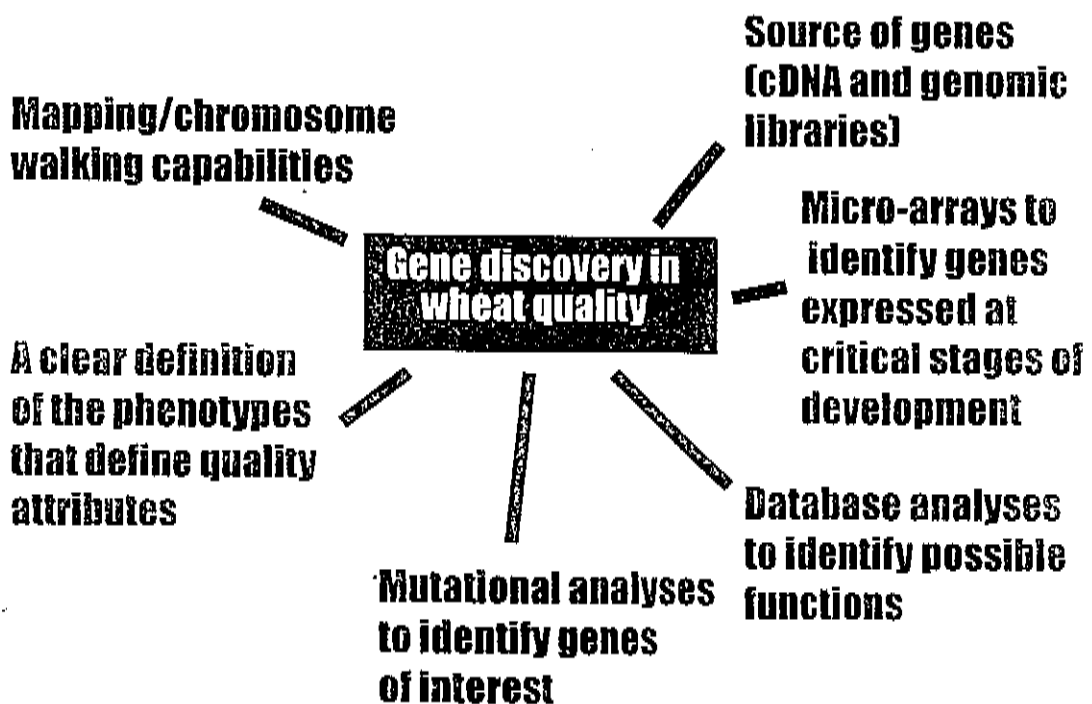 Source of genes
(cDNA and genomic
libraries)
Mapping/chromosome
walking capabilities
Micro-arrays to
identify genes
expressed at
critical stages of
development
Gene discovery in
wheat quality
A clear definition
of the phenotypes
that define quality
attributes
Database analyses
to identify possible
functions
Mutational analyses
to identify genes
of interest